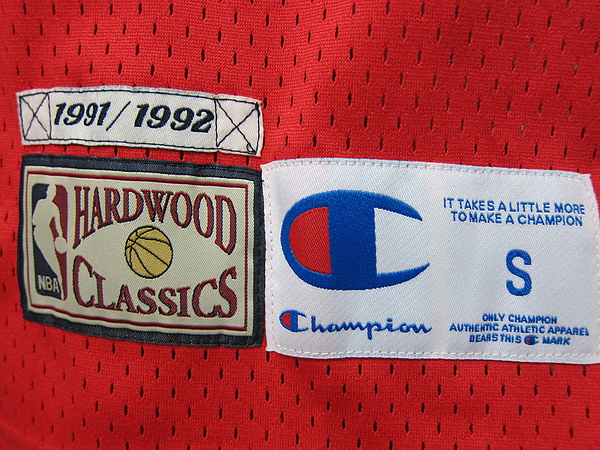 1991/1992
HARDWOOD
CLASSICS
NBA
Champion
IT TAKES A LITTLE MORE
TO MAKE A CHAMPION
S
ONLY CHAMPION
AUTHENTIC ATHLETIC APPAREL
BEARS THIS C MARK